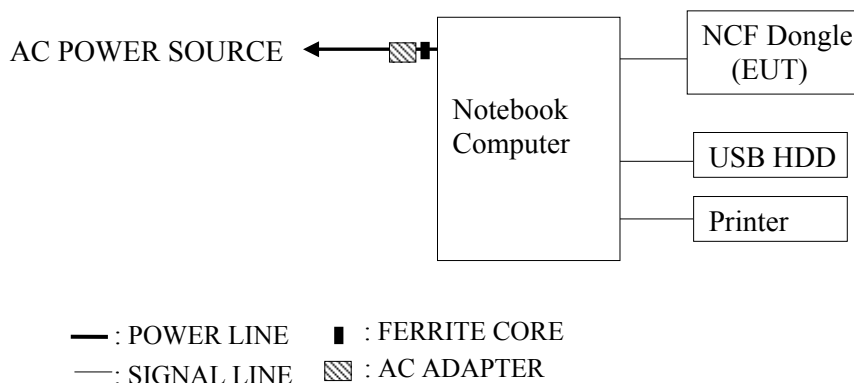 AC POWER SOURCE
Notebook
Computer
NCF Dongle
(EUT)
USB HDD
Printer
: POWER LINE
: FERRITE CORE
: SIGNAL LINE
: AC ADAPTER